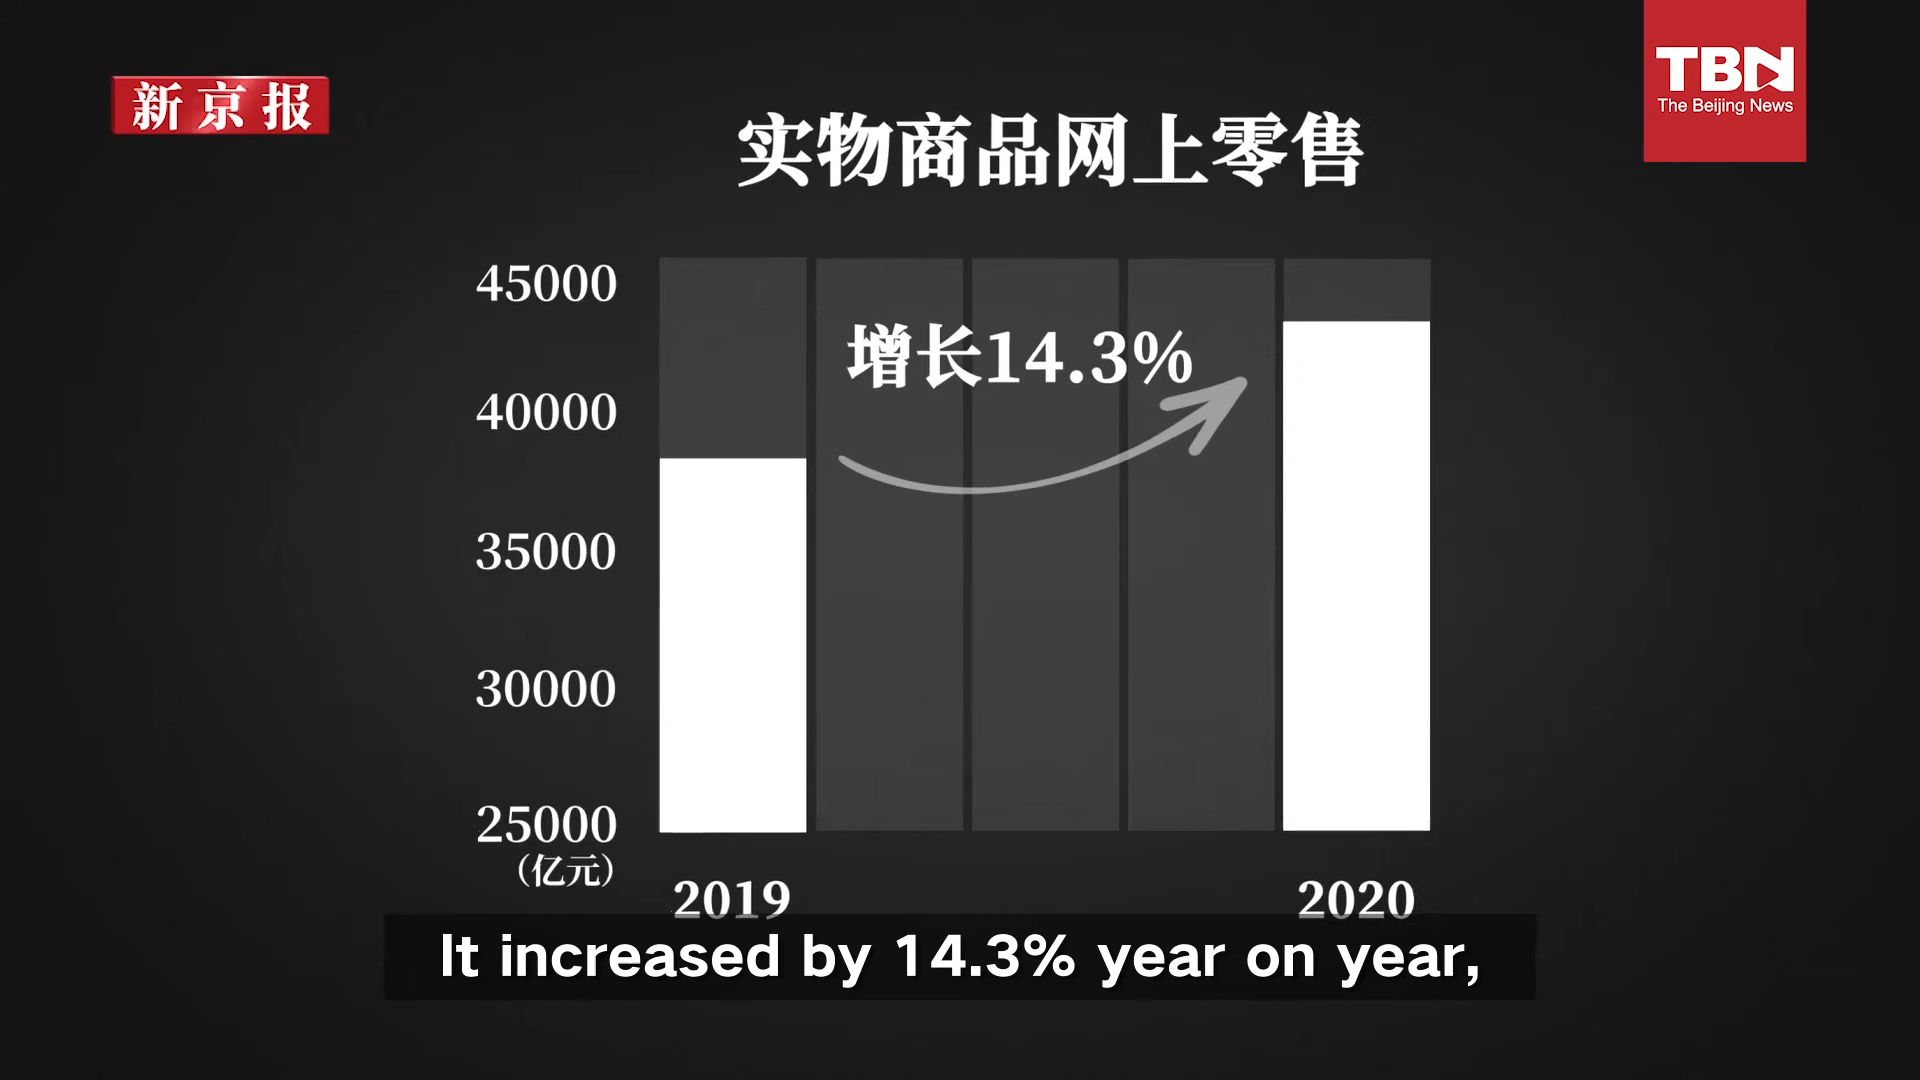 新京报
TBN
The Beijing News
实物商品网上零售
45000
40000
35000
30000
25000
(亿元)
增长14.3%
2019
2020
It increased by 14.3% year on year,